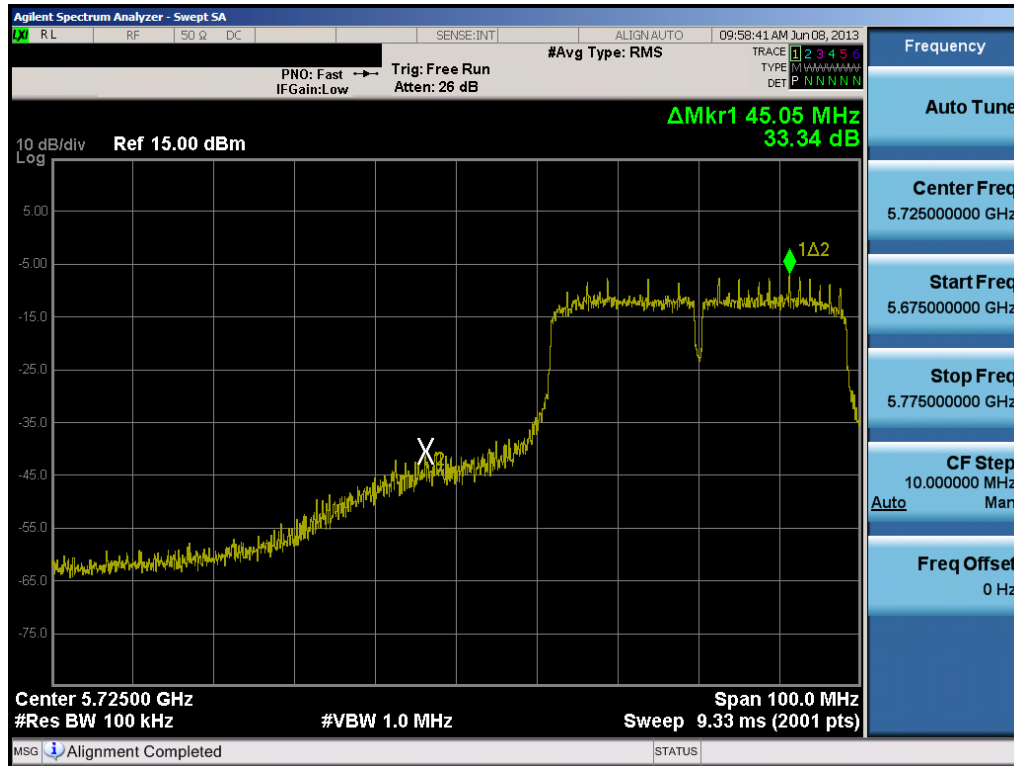 Agilent Spectrum Analyzer - Swept SA
LXI RL RF 50 Ω DC SENSE:INT ALIGN AUTO 09:58:41 AM Jun 08, 2013
#Avg Type: RMS TRACE 1 2 3 4 5 6
PNO: Fast Trig: Free Run TYPE M WWWWW
IFGain:Low Atten: 26 dB DET P N N N N N
ΔMkr1 45.05 MHz
33.34 dB
10 dB/div Ref 15.00 dBm
Log
5.00
-5.00
1Δ2
-15.0
-25.0
-35.0
X2
-45.0
-55.0
-65.0
-75.0
Center 5.72500 GHz Span 100.0 MHz
#Res BW 100 kHz #VBW 1.0 MHz Sweep 9.33 ms (2001 pts)
MSG Alignment Completed STATUS
Frequency
Auto Tune
Center Freq
5.725000000 GHz
Start Freq
5.675000000 GHz
Stop Freq
5.775000000 GHz
CF Step
10.000000 MHz
Auto Man
Freq Offset
0 Hz